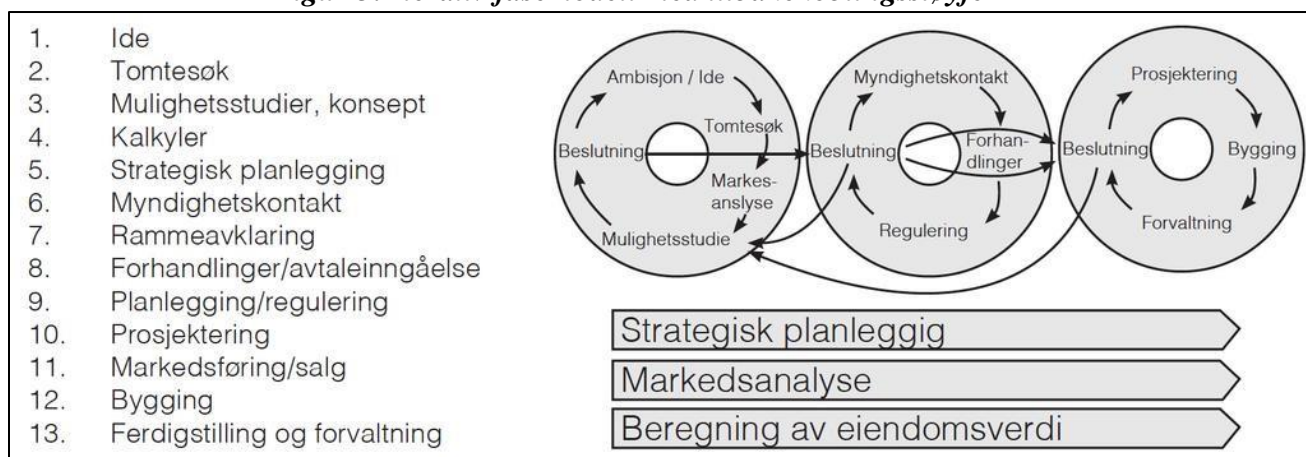 1. Ide
2. Tomtesøk
3. Mulighetsstudier, konsept
4. Kalkyler
5. Strategisk planlegging
6. Myndighetskontakt
7. Rammeavklaring
8. Forhandlinger/avtaleinngåelse
9. Planlegging/regulering
10. Prosjektering
11. Markedsføring/salg
12. Bygging
13. Ferdigstilling og forvaltning
Ambisjon / Ide
Tomtesøk
Markes-
anslyse
Mulighetsstudie
Beslutning
Myndighetskontakt
Forhan-
dlinger
Regulering
Beslutning
Prosjektering
Bygging
Forvaltning
Beslutning
Strategisk planleggig
Markedsanalyse
Beregning av eiendomsverdi